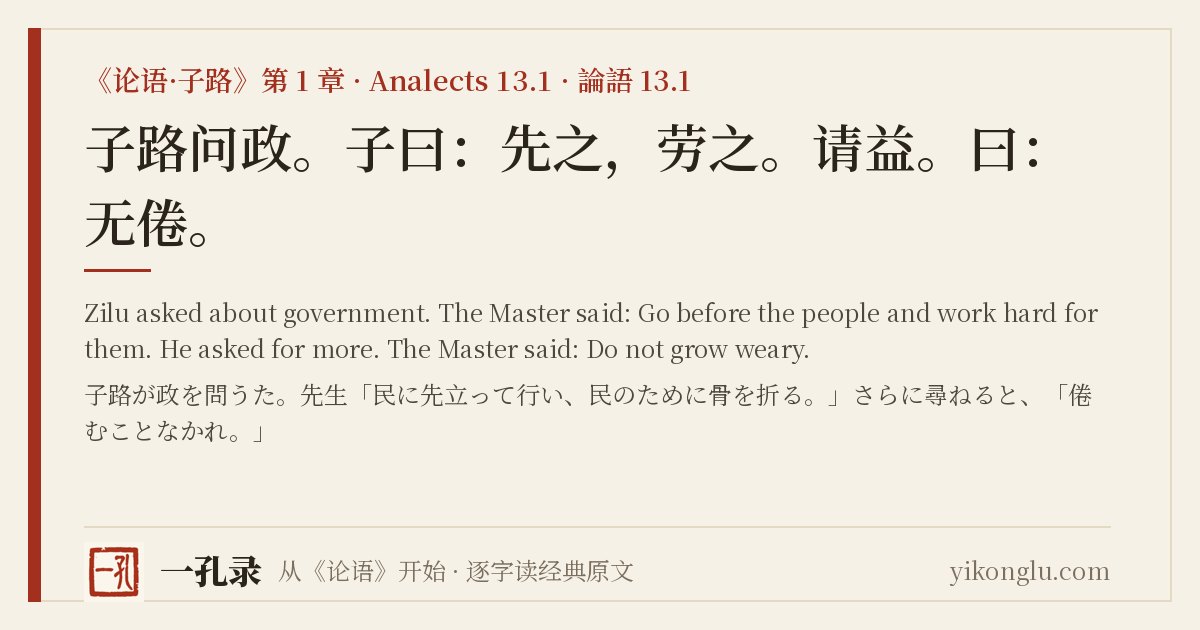 《论语·子路》第 1 章 · Analects 13.1 · 論語 13.1
子路问政。子曰：先之，劳之。请益。曰：
无倦。
Zilu asked about government. The Master said: Go before the people and work hard for
them. He asked for more. The Master said: Do not grow weary.
子路が政を問うた。先生「民に先立って行い、民のために骨を折る。」さらに尋ねると、「倦
むことなかれ。」
一孔
一孔录 从《论语》开始 · 逐字读经典原文 yikonglu.com